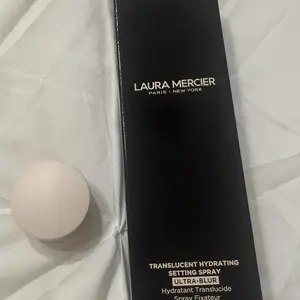 LAURA MERCIER
PARIS | NEW YORK
TRANSLUCENT HYDRATING
SETTING SPRAY
ULTRA-BLUR
Hydratant Translucide
Spray Fixateur